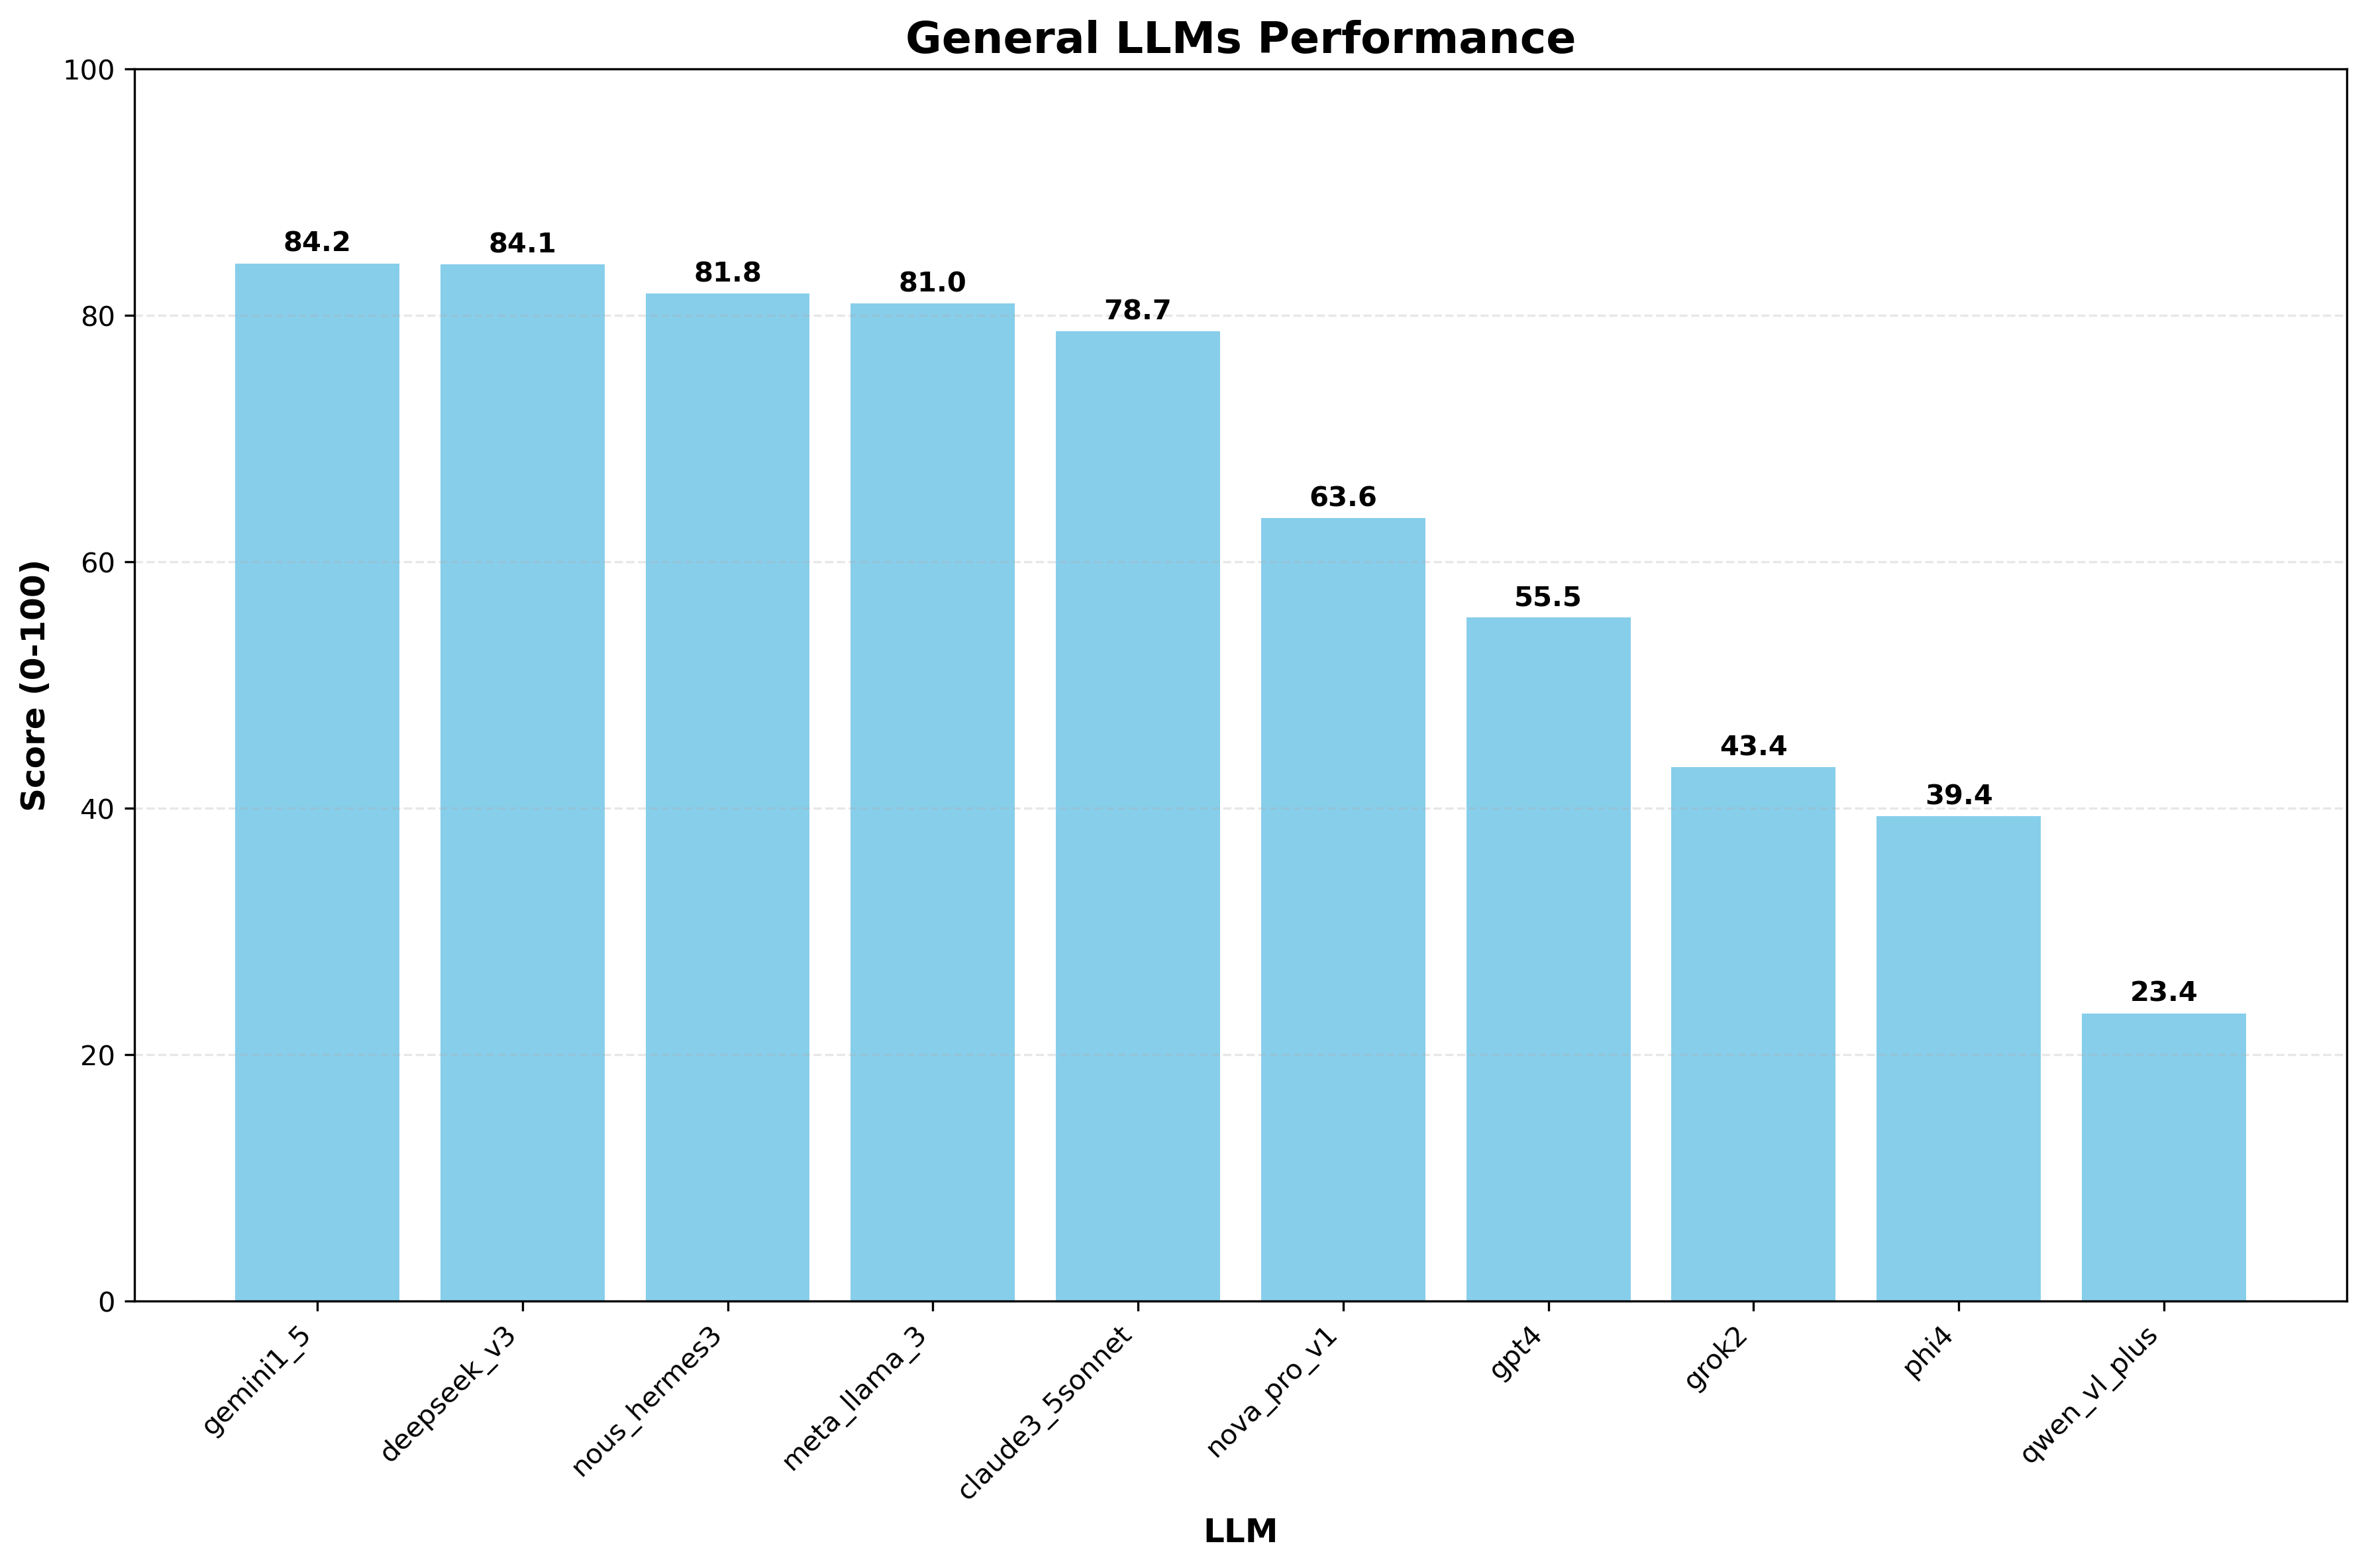 General LLMs Performance
100
80
60
40
20
0
Score (0-100)
84.2
84.1
81.8
81.0
78.7
63.6
55.5
43.4
39.4
23.4
gemini1_5
deepseek_v3
nous_hermes3
meta_llama_3
claude3_5sonnet
nova_pro_v1
gpt4
grok2
phi4
qwen_vl_plus
LLM